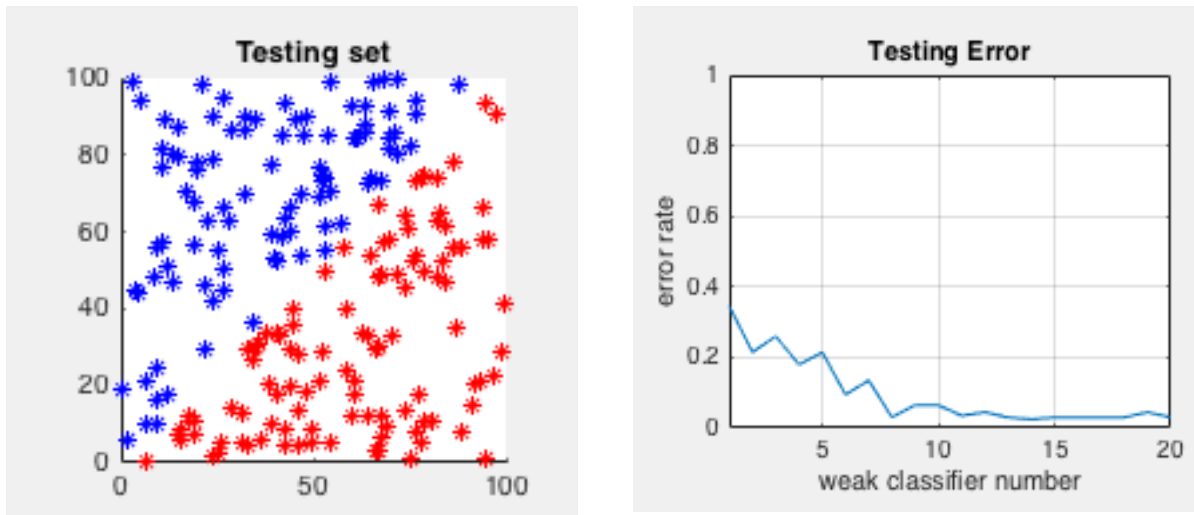 Testing set
100
80
60
40
20
0
0 50 100
Testing Error
1
0.8
0.6
0.4
0.2
0
error rate
5 10 15 20
weak classifier number